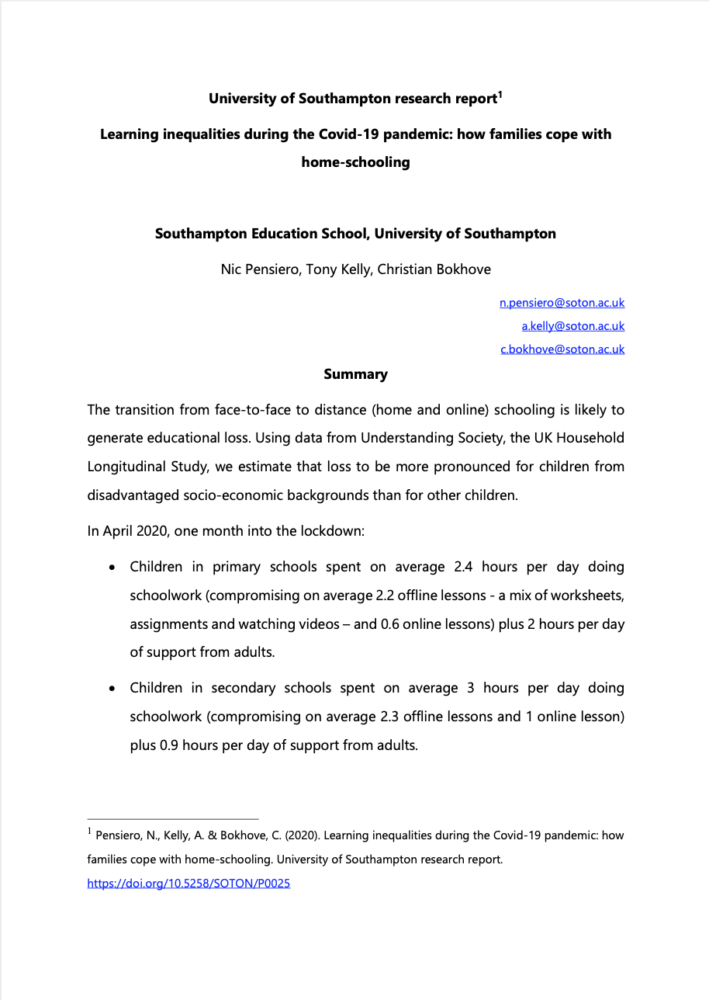 University of Southampton research report1
Learning inequalities during the Covid-19 pandemic: how families cope with
home-schooling
Southampton Education School, University of Southampton
Nic Pensiero, Tony Kelly, Christian Bokhove
n.pensiero@soton.ac.uk
a.kelly@soton.ac.uk
c.bokhove@soton.ac.uk
Summary
The transition from face-to-face to distance (home and online) schooling is likely to
generate educational loss. Using data from Understanding Society, the UK Household
Longitudinal Study, we estimate that loss to be more pronounced for children from
disadvantaged socio-economic backgrounds than for other children.
In April 2020, one month into the lockdown:
• Children in primary schools spent on average 2.4 hours per day doing
schoolwork (compromising on average 2.2 offline lessons - a mix of worksheets,
assignments and watching videos – and 0.6 online lessons) plus 2 hours per day
of support from adults.
• Children in secondary schools spent on average 3 hours per day doing
schoolwork (compromising on average 2.3 offline lessons and 1 online lesson)
plus 0.9 hours per day of support from adults.
1 Pensiero, N., Kelly, A. & Bokhove, C. (2020). Learning inequalities during the Covid-19 pandemic: how
families cope with home-schooling. University of Southampton research report.
https://doi.org/10.5258/SOTON/P0025